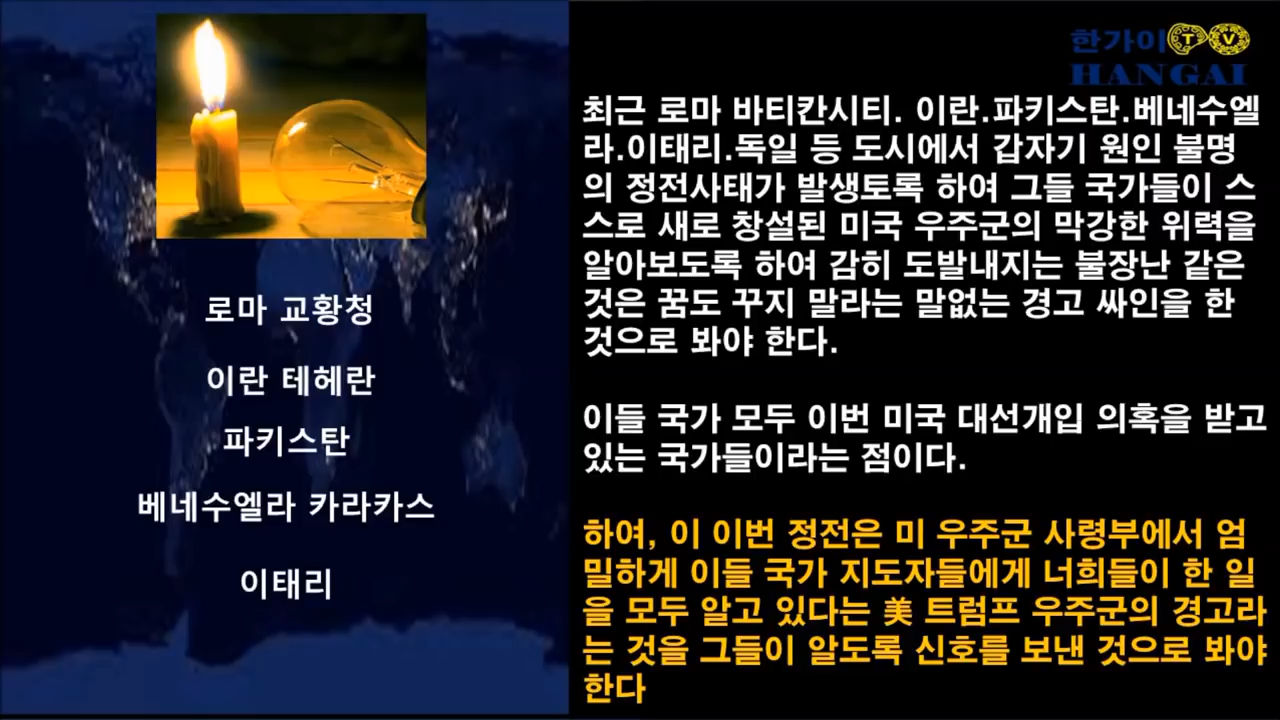 한가이TV
HANGAI
로마 교황청
이란 테헤란
파키스탄
베네수엘라 카라카스
이태리
최근 로마 바티칸시티. 이란.파키스탄.베네수엘
라.이태리.독일 등 도시에서 갑자기 원인 불명
의 정전사태가 발생토록 하여 그들 국가들이 스
스로 새로 창설된 미국 우주군의 막강한 위력을
알아보도록 하여 감히 도발내지는 불장난 같은
것은 꿈도 꾸지 말라는 말없는 경고 싸인을 한
것으로 봐야 한다.
이들 국가 모두 이번 미국 대선개입 의혹을 받고
있는 국가들이라는 점이다.
하여, 이 이번 정전은 미 우주군 사령부에서 엄
밀하게 이들 국가 지도자들에게 너희들이 한 일
을 모두 알고 있다는 美 트럼프 우주군의 경고라
는 것을 그들이 알도록 신호를 보낸 것으로 봐야
한다